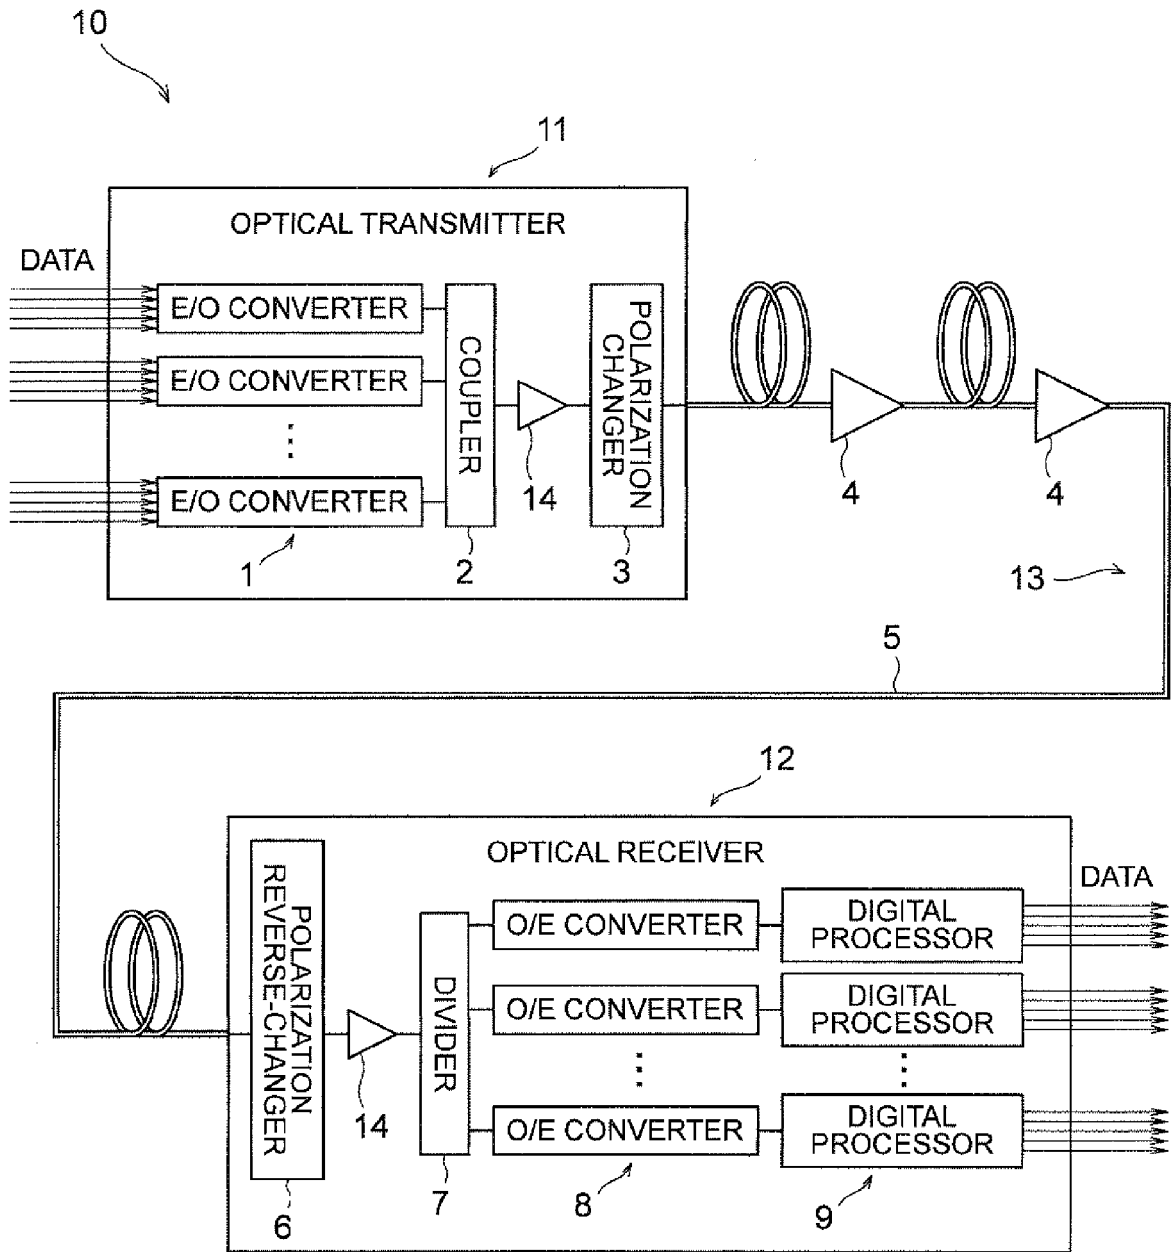 10
11
OPTICAL TRANSMITTER
DATA
E/O CONVERTER
E/O CONVERTER
E/O CONVERTER
COUPLER
POLARIZATION
CHANGER
14
4
4
1
2
3
13
5
12
OPTICAL RECEIVER
DATA
POLARIZATION
REVERSE-CHANGER
DIVIDER
O/E CONVERTER
DIGITAL
PROCESSOR
O/E CONVERTER
DIGITAL
PROCESSOR
14
O/E CONVERTER
DIGITAL
PROCESSOR
6
7
8
9